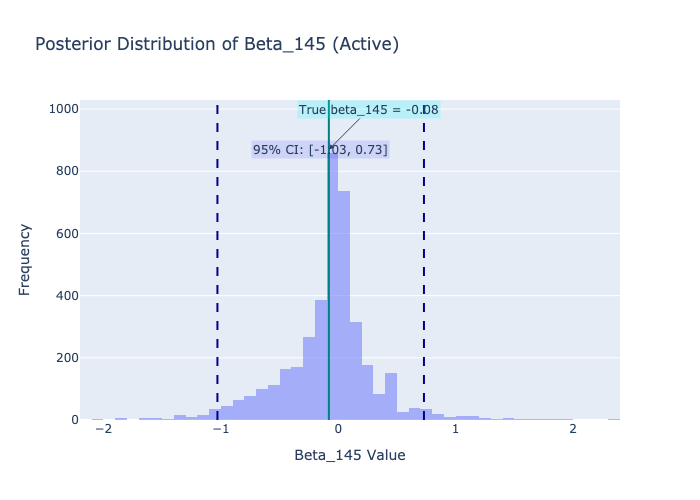 Posterior Distribution of Beta_145 (Active)
True beta_145 = -0.08
95% CI: [-1.03, 0.73]
1000
800
600
400
200
0
Frequency
−2
−1
0
1
2
Beta_145 Value